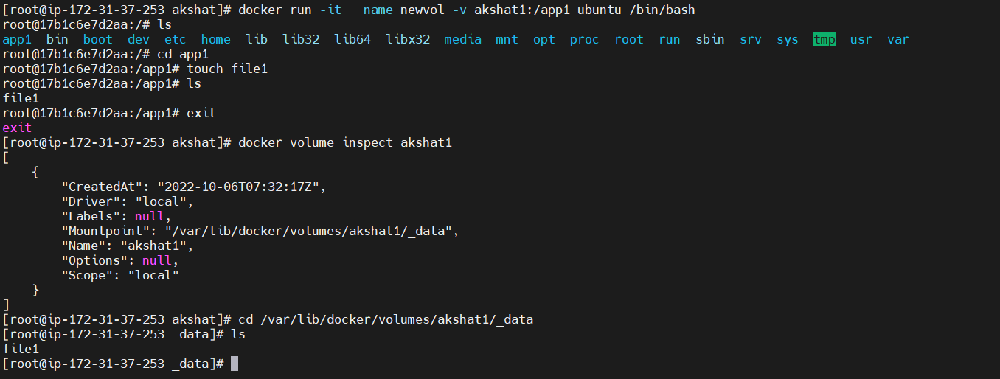 [root@ip-172-31-37-253 akshat]# docker run -it --name newvol -v akshat1:/app1 ubuntu /bin/bash
root@17b1c6e7d2aa:/# ls
app1  bin  boot  dev  etc  home  lib  lib32  lib64  libx32  media  mnt  opt  proc  root  run  sbin  srv  sys  tmp  usr  var
root@17b1c6e7d2aa:/# cd app1
root@17b1c6e7d2aa:/app1# touch file1
root@17b1c6e7d2aa:/app1# ls
file1
root@17b1c6e7d2aa:/app1# exit
exit
[root@ip-172-31-37-253 akshat]# docker volume inspect akshat1
[
    {
        "CreatedAt": "2022-10-06T07:32:17Z",
        "Driver": "local",
        "Labels": null,
        "Mountpoint": "/var/lib/docker/volumes/akshat1/_data",
        "Name": "akshat1",
        "Options": null,
        "Scope": "local"
    }
]
[root@ip-172-31-37-253 akshat]# cd /var/lib/docker/volumes/akshat1/_data
[root@ip-172-31-37-253 _data]# ls
file1
[root@ip-172-31-37-253 _data]#